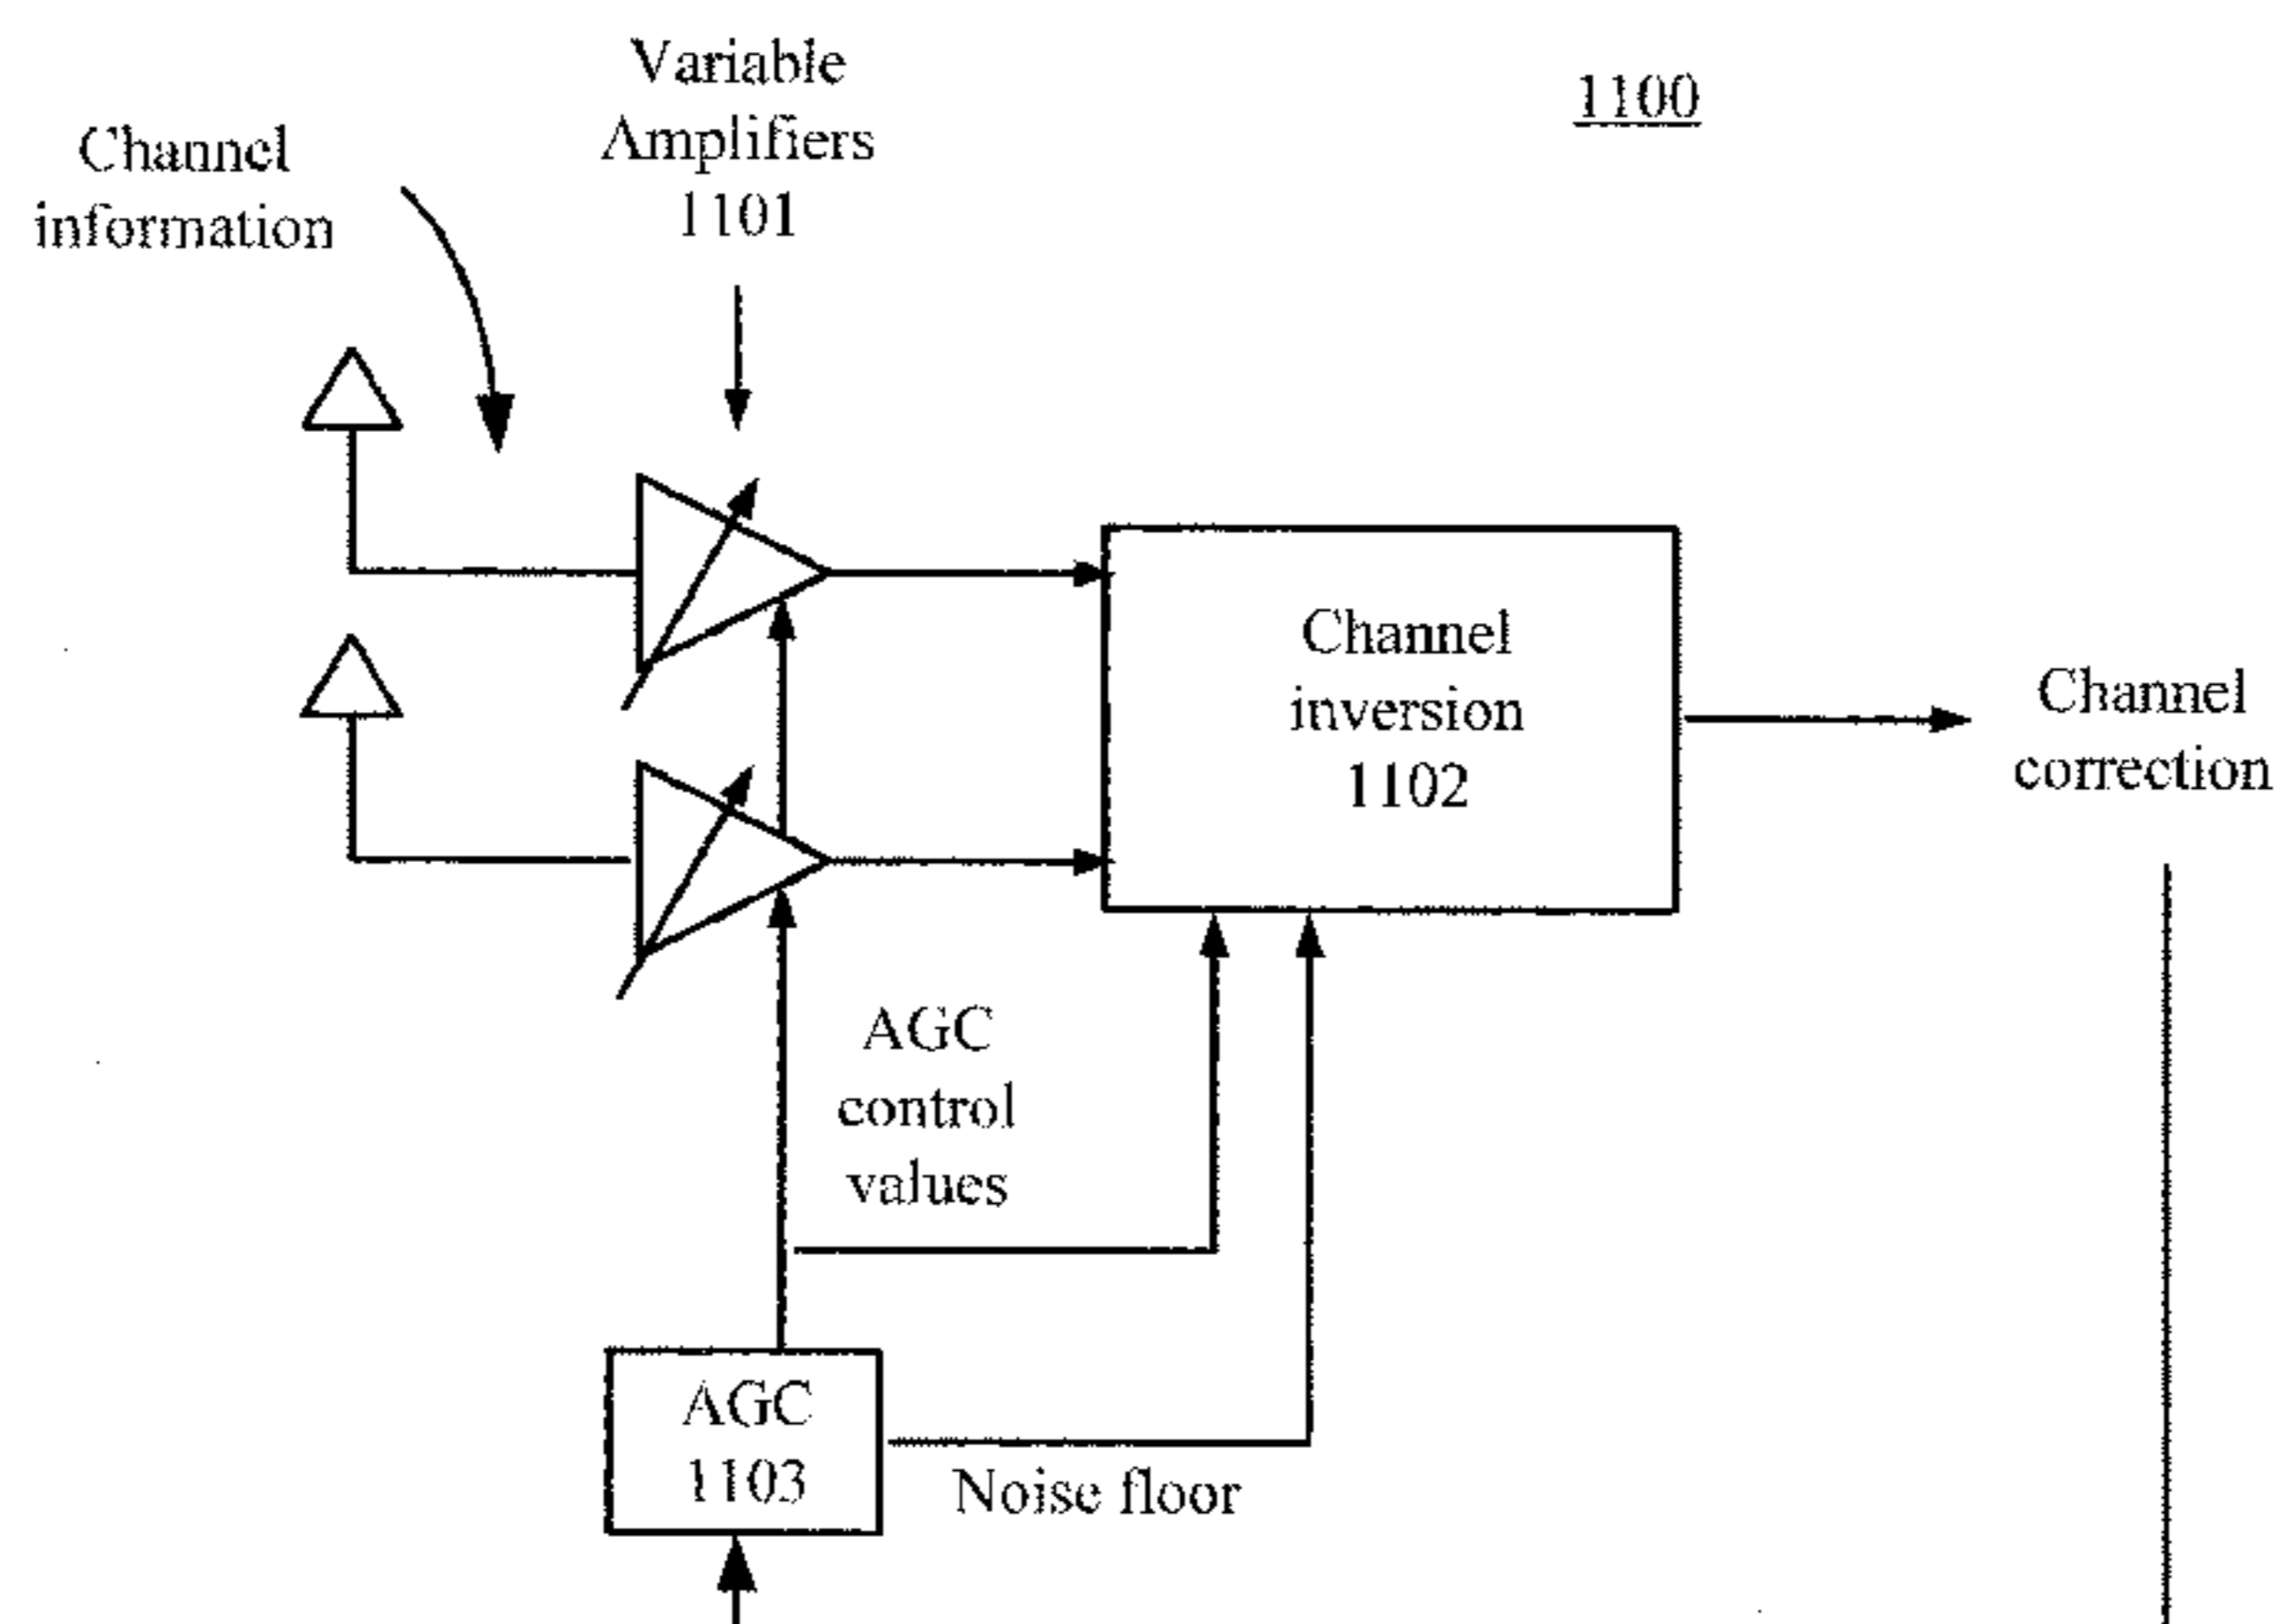 Variable
Amplifiers
1101
1100
Channel
information
Channel
inversion
1102
Channel
correction
AGC
control
values
AGC
1103
Noise floor